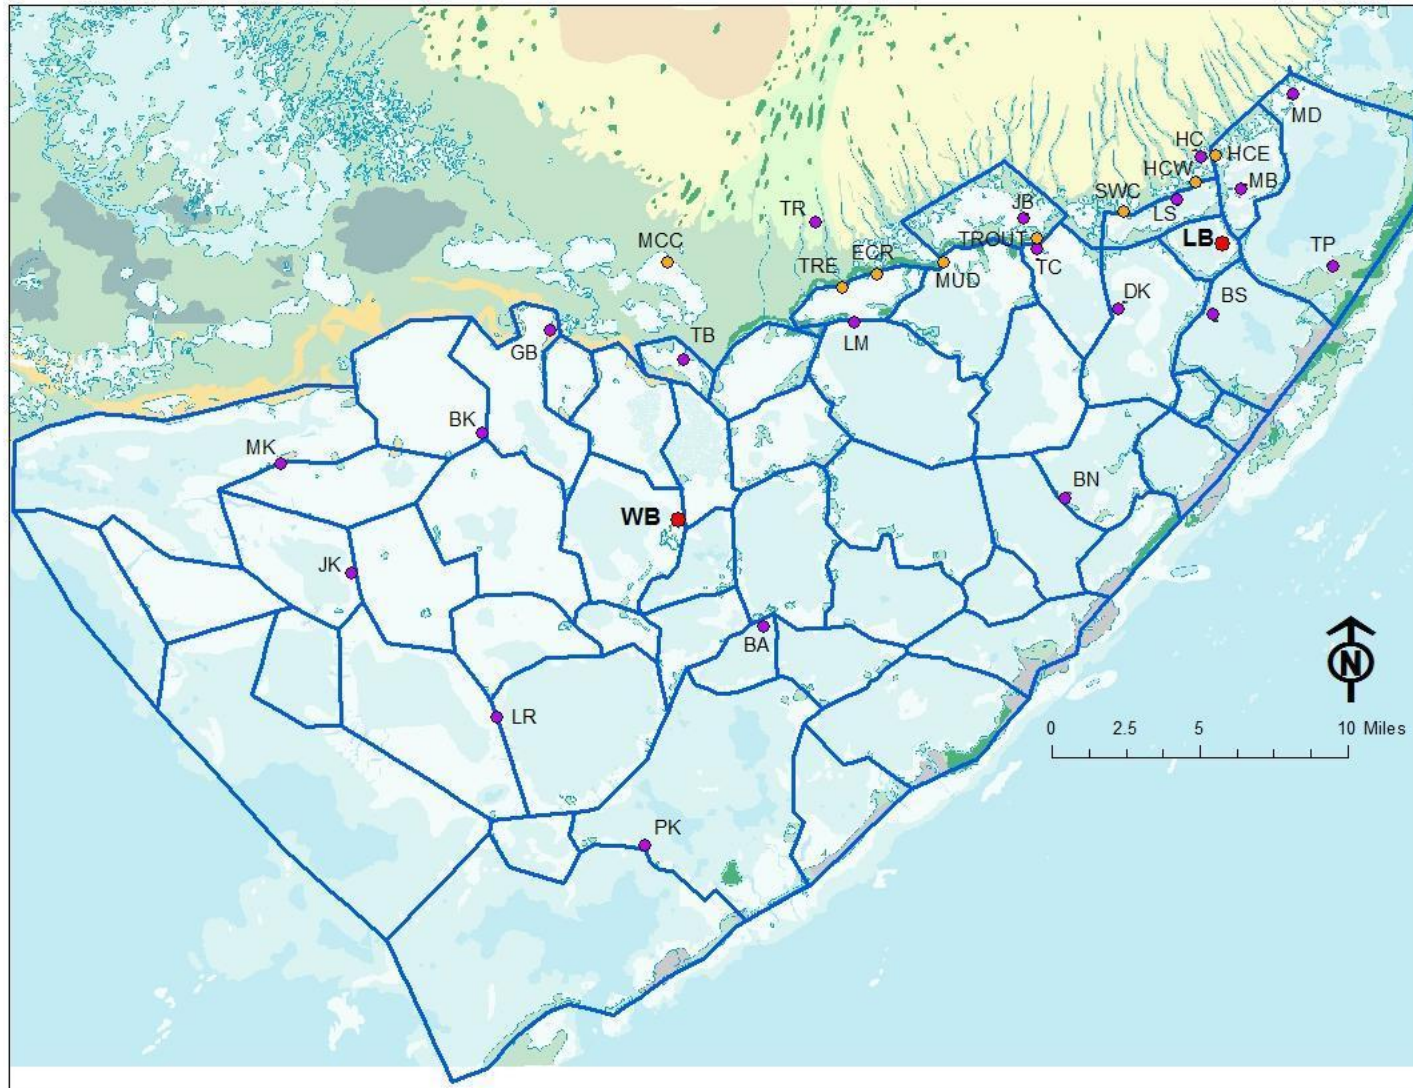 MD
HC
HCE
HCW
MB
SWC
LS
JB
TR
TROUT
LB
MCC
ECR
TC
TP
TRE
MUD
DK
BS
GB
TB
LM
BK
MK
BN
WB
JK
BA
N
LR
0 2.5 5 10 Miles
PK